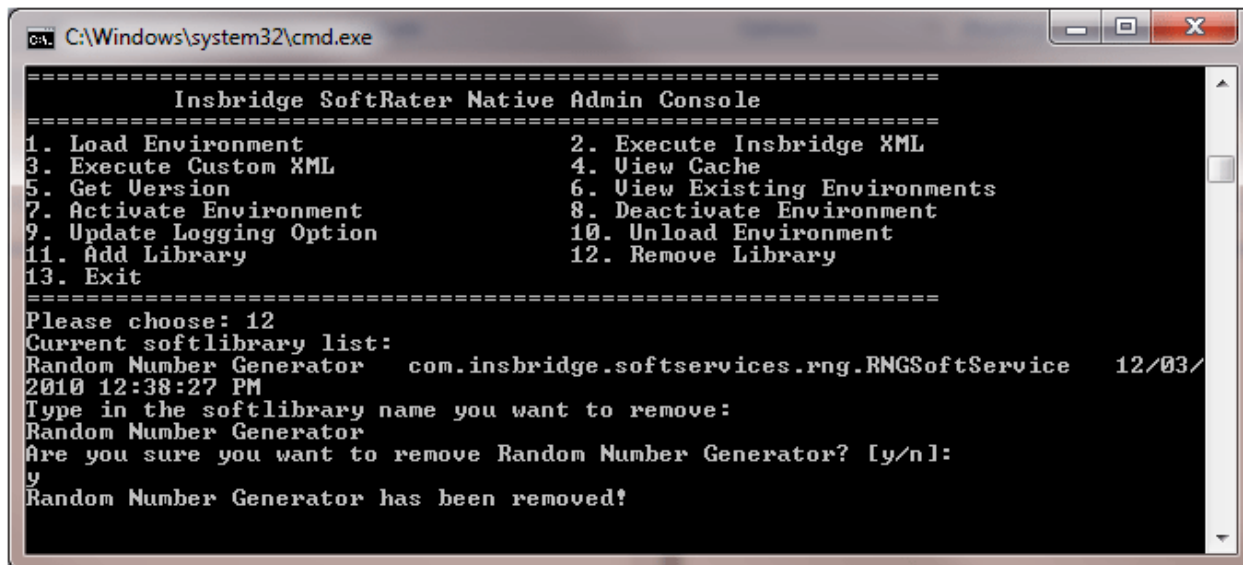 C:\Windows\system32\cmd.exe
==============================================================
Insbridge SoftRater Native Admin Console
==============================================================
1. Load Environment 2. Execute Insbridge XML
3. Execute Custom XML 4. View Cache
5. Get Version 6. View Existing Environments
7. Activate Environment 8. Deactivate Environment
9. Update Logging Option 10. Unload Environment
11. Add Library 12. Remove Library
13. Exit
==============================================================
Please choose: 12
Current softlibrary list:
Random Number Generator com.insbridge.softservices.rng.RNGSoftService 12/03/
2010 12:38:27 PM
Type in the softlibrary name you want to remove:
Random Number Generator
Are you sure you want to remove Random Number Generator? [y/n]:
y
Random Number Generator has been removed!